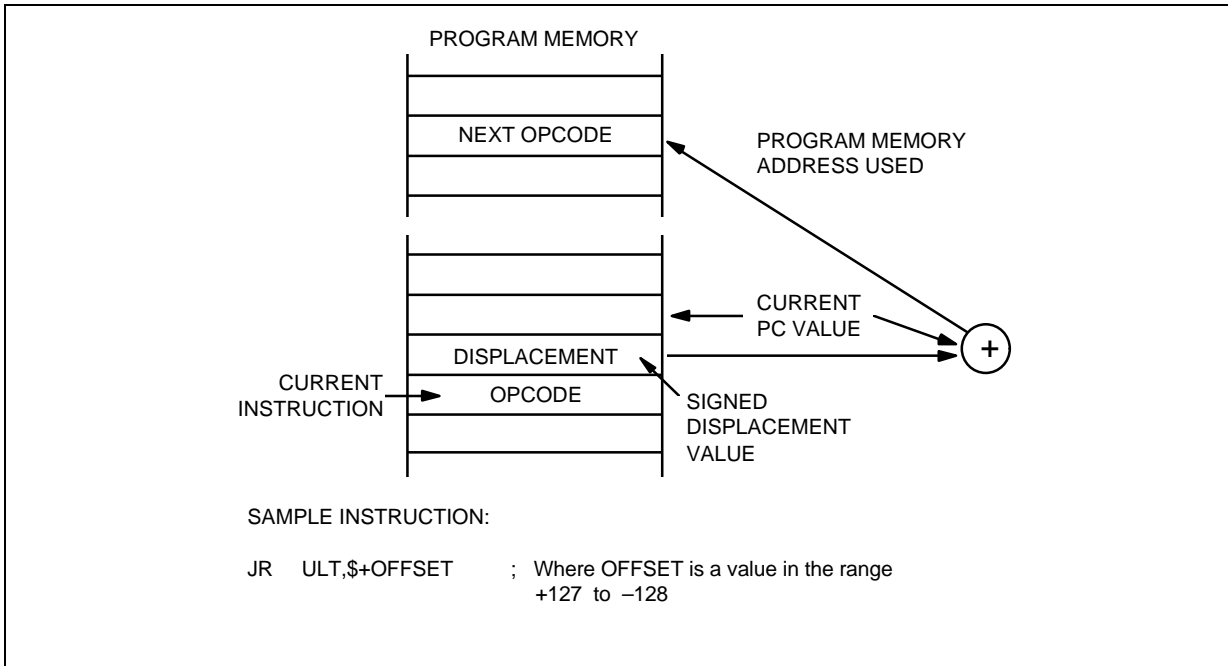 PROGRAM MEMORY
NEXT OPCODE
PROGRAM MEMORY
ADDRESS USED
CURRENT
PC VALUE
+
DISPLACEMENT
CURRENT
INSTRUCTION
OPCODE
SIGNED
DISPLACEMENT
VALUE
SAMPLE INSTRUCTION:
JR ULT,$+OFFSET ; Where OFFSET is a value in the range
+127 to –128